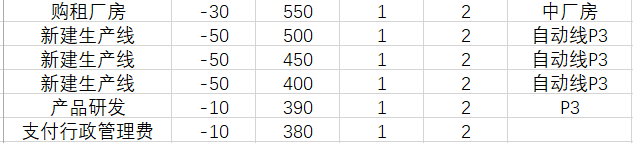 购租厂房 -30 550 1 2 中厂房
新建生产线 -50 500 1 2 自动线P3
新建生产线 -50 450 1 2 自动线P3
新建生产线 -50 400 1 2 自动线P3
产品研发 -10 390 1 2 P3
支付行政管理费 -10 380 1 2